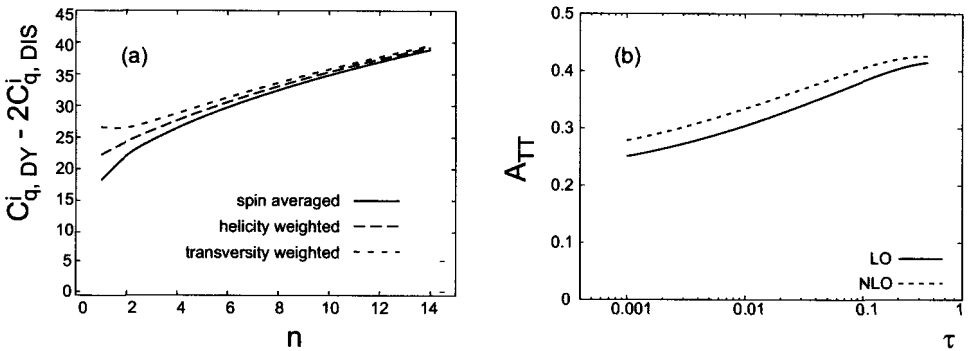 C^i_q, DY - 2C^i_q, DIS
45
40
35
30
25
20
15
10
5
0
(a)
spin averaged
helicity weighted
transversity weighted
0 2 4 6 8 10 12 14
n
A_TT
0.5
0.4
0.3
0.2
0.1
0
(b)
LO
NLO
0.001 0.01 0.1 1
τ